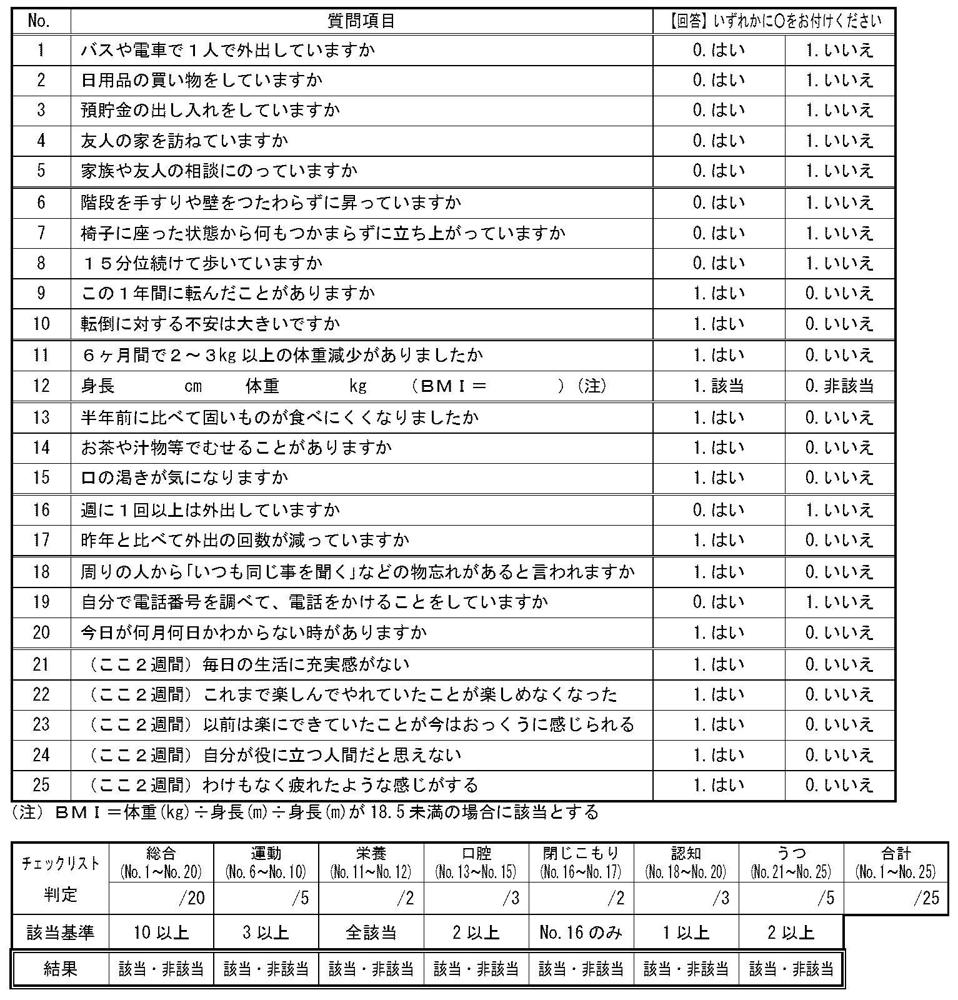 No. 質問項目 【回答】いずれかに〇をお付けください
1 バスや電車で１人で外出していますか 0.はい 1.いいえ
2 日用品の買い物をしていますか 0.はい 1.いいえ
3 預貯金の出し入れをしていますか 0.はい 1.いいえ
4 友人の家を訪ねていますか 0.はい 1.いいえ
5 家族や友人の相談にのっていますか 0.はい 1.いいえ
6 階段を手すりや壁をつたわらずに昇っていますか 0.はい 1.いいえ
7 椅子に座った状態から何もつかまらずに立ち上がっていますか 0.はい 1.いいえ
8 １５分位続けて歩いていますか 0.はい 1.いいえ
9 この１年間に転んだことがありますか 1.はい 0.いいえ
10 転倒に対する不安は大きいですか 1.はい 0.いいえ
11 ６ヶ月間で２～３kg以上の体重減少がありましたか 1.はい 0.いいえ
12 身長 cm 体重 kg （ＢＭＩ＝ ）（注） 1.該当 0.非該当
13 半年前に比べて固いものが食べにくくなりましたか 1.はい 0.いいえ
14 お茶や汁物等でむせることがありますか 1.はい 0.いいえ
15 口の渇きが気になりますか 1.はい 0.いいえ
16 週に１回以上は外出していますか 0.はい 1.いいえ
17 昨年と比べて外出の回数が減っていますか 1.はい 0.いいえ
18 周りの人から｢いつも同じ事を聞く｣などの物忘れがあると言われますか 1.はい 0.いいえ
19 自分で電話番号を調べて、電話をかけることをしていますか 0.はい 1.いいえ
20 今日が何月何日かわからない時がありますか 1.はい 0.いいえ
21 （ここ２週間）毎日の生活に充実感がない 1.はい 0.いいえ
22 （ここ２週間）これまで楽しんでやれていたことが楽しめなくなった 1.はい 0.いいえ
23 （ここ２週間）以前は楽にできていたことが今はおっくうに感じられる 1.はい 0.いいえ
24 （ここ２週間）自分が役に立つ人間だと思えない 1.はい 0.いいえ
25 （ここ２週間）わけもなく疲れたような感じがする 1.はい 0.いいえ
（注）ＢＭＩ＝体重(kg)÷身長(m)÷身長(m)が18.5未満の場合に該当とする
チェックリスト 総合 運動 栄養 口腔 閉じこもり 認知 うつ 合計
(No.1～No.20) (No.6～No.10) (No.11～No.12) (No.13～No.15) (No.16～No.17) (No.18～No.20) (No.21～No.25) (No.1～No.25)
判定 /20 /5 /2 /3 /2 /3 /5 /25
該当基準 10以上 3以上 全該当 2以上 No.16のみ 1以上 2以上
結果 該当・非該当 該当・非該当 該当・非該当 該当・非該当 該当・非該当 該当・非該当 該当・非該当